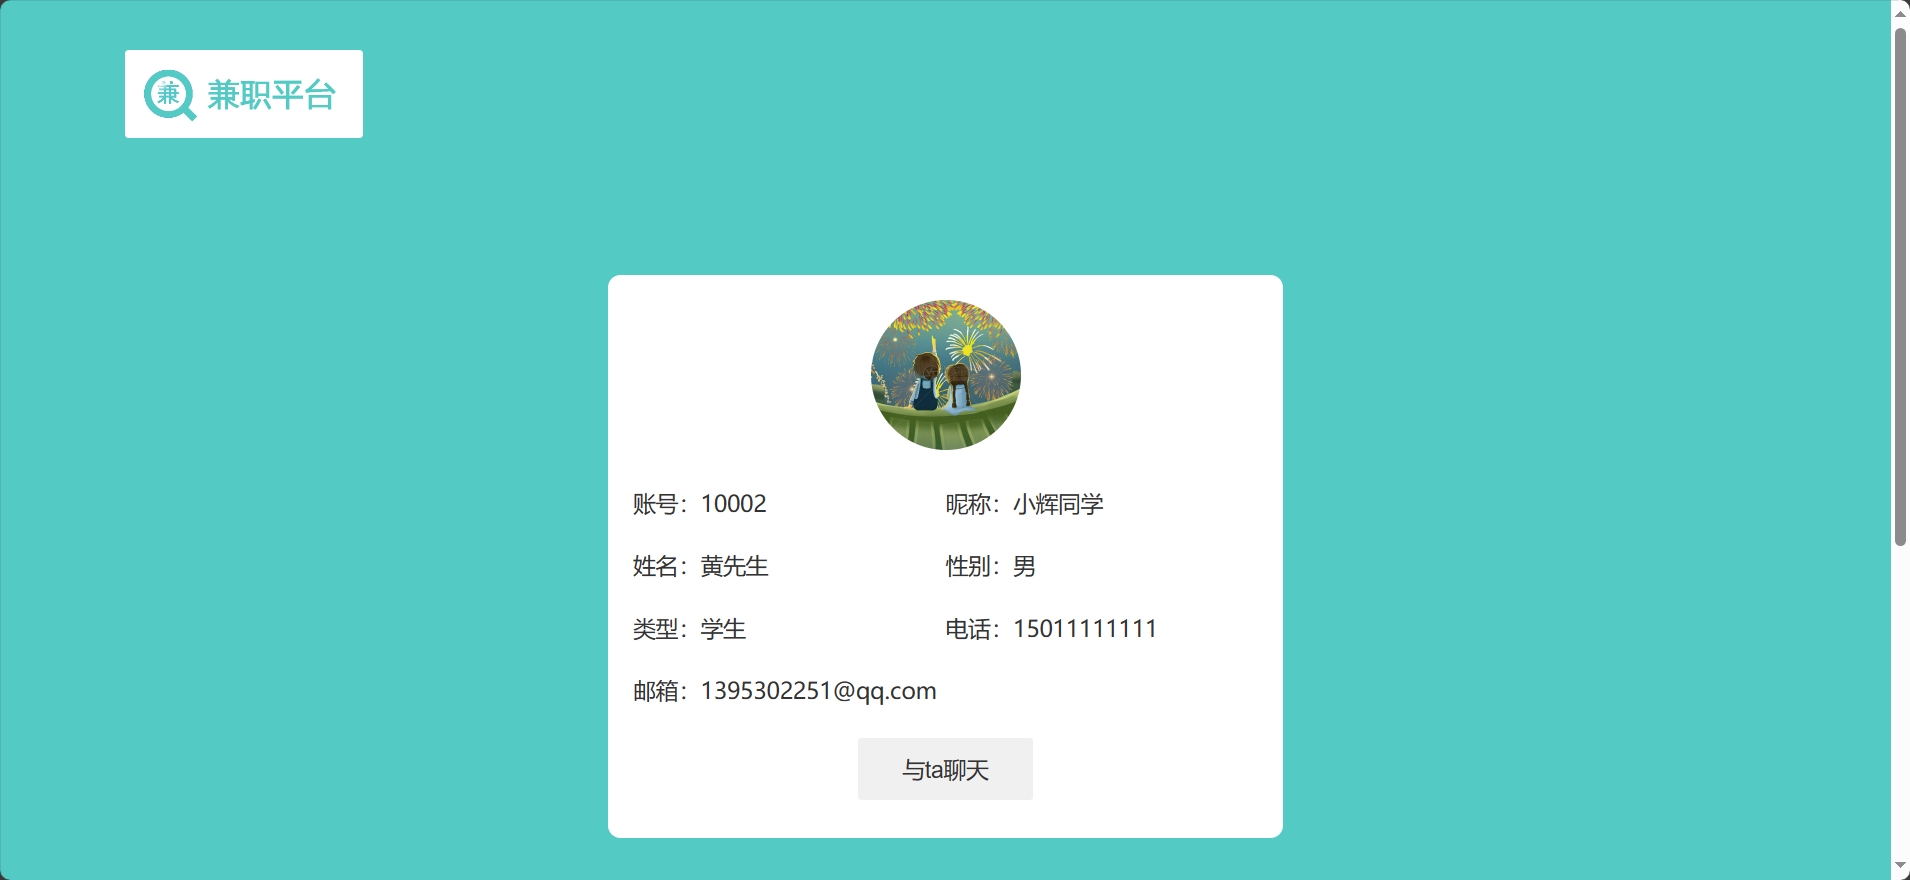 兼 兼职平台
账号：10002 昵称：小辉同学
姓名：黄先生 性别：男
类型：学生 电话：15011111111
邮箱：1395302251@qq.com
与ta聊天